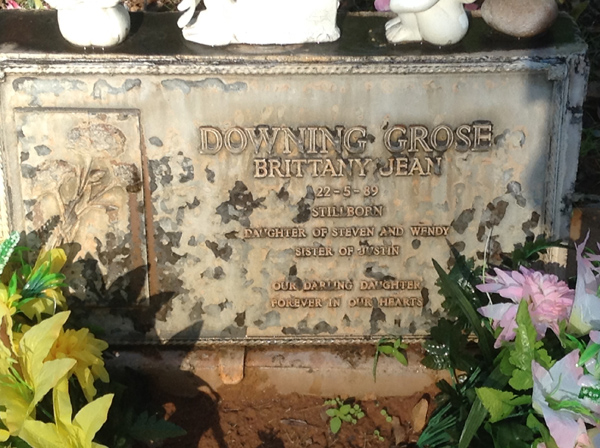 DOWNING GROSE
BRITTANY JEAN
22-5-89
STILLBORN
DAUGHTER OF STEVEN AND WENDY
SISTER OF JUSTIN
OUR DARLING DAUGHTER
FOREVER IN OUR HEARTS